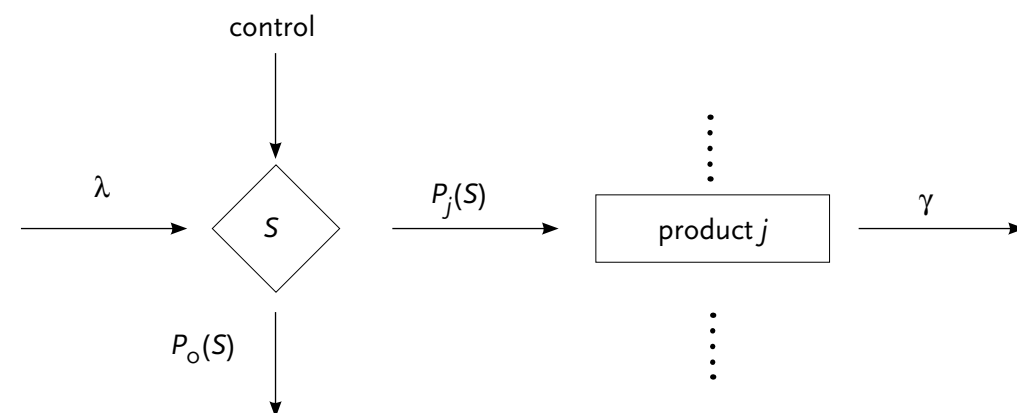 control
λ
S
P_j(S)
product j
γ
P_o(S)